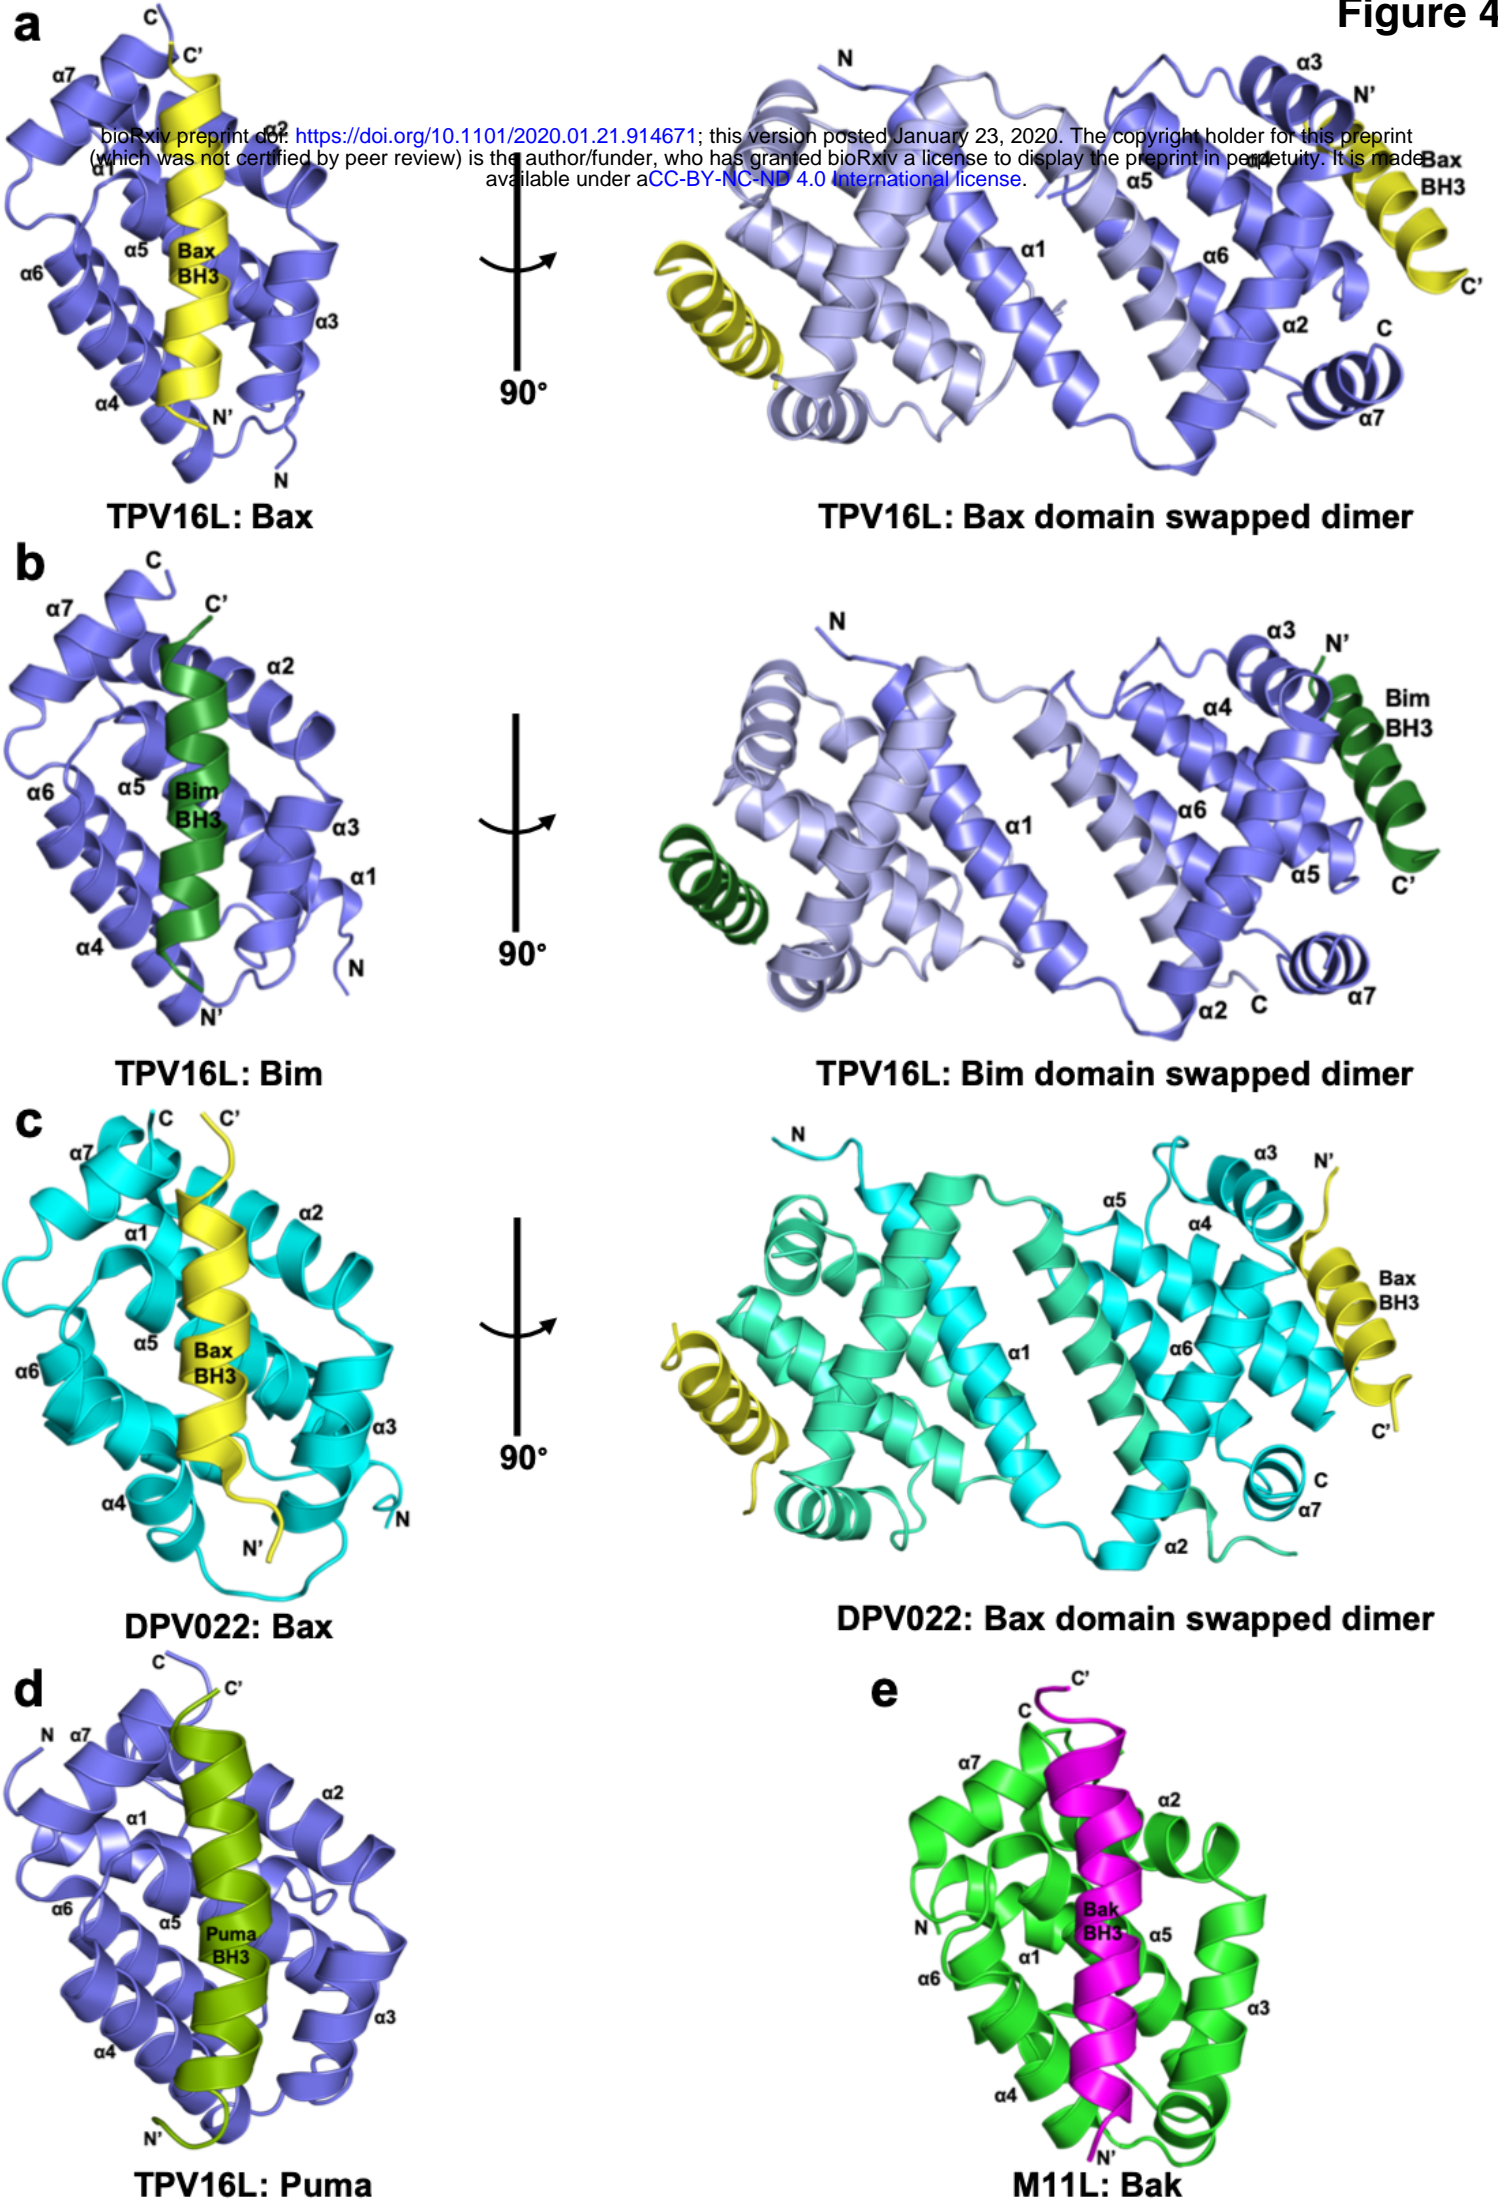 Figure 4
a
C
C'
α7
α2
α1
α5
Bax
BH3
α6
α3
α4
N'
N
TPV16L: Bax
90°
N
α3
N'
α4
Bax
BH3
α5
α1
α6
C'
α2
C
α7
TPV16L: Bax domain swapped dimer
bioRxiv preprint doi: https://doi.org/10.1101/2020.01.21.914671; this version posted January 23, 2020. The copyright holder for this preprint
(which was not certified by peer review) is the author/funder, who has granted bioRxiv a license to display the preprint in perpetuity. It is made
available under aCC-BY-NC-ND 4.0 International license.
b
C
C'
α7
α2
α6
α5
Bim
BH3
α3
α1
α4
N
N'
TPV16L: Bim
90°
N
α3
N'
Bim
BH3
α4
α6
α1
α5
C'
α2
C
α7
TPV16L: Bim domain swapped dimer
c
C
C'
α7
α2
α1
α5
Bax
BH3
α6
α3
α4
N
N'
DPV022: Bax
90°
N
α3
N'
α5
α4
Bax
BH3
α1
α6
C'
C
α7
α2
DPV022: Bax domain swapped dimer
d
C
C'
N
α7
α2
α1
α6
α5
Puma
BH3
α3
α4
N'
TPV16L: Puma
e
C'
C
α7
α2
Bak
BH3
N
α5
α1
α6
α3
α4
N'
M11L: Bak